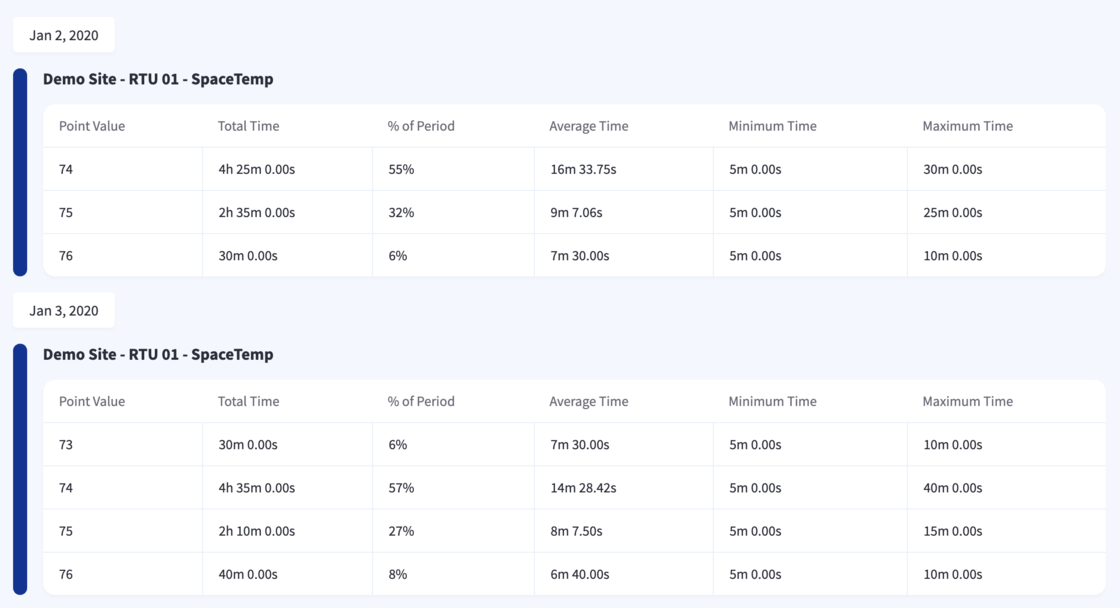 Jan 2, 2020
Demo Site - RTU 01 - SpaceTemp
Point Value Total Time % of Period Average Time Minimum Time Maximum Time
74 4h 25m 0.00s 55% 16m 33.75s 5m 0.00s 30m 0.00s
75 2h 35m 0.00s 32% 9m 7.06s 5m 0.00s 25m 0.00s
76 30m 0.00s 6% 7m 30.00s 5m 0.00s 10m 0.00s
Jan 3, 2020
Demo Site - RTU 01 - SpaceTemp
Point Value Total Time % of Period Average Time Minimum Time Maximum Time
73 30m 0.00s 6% 7m 30.00s 5m 0.00s 10m 0.00s
74 4h 35m 0.00s 57% 14m 28.42s 5m 0.00s 40m 0.00s
75 2h 10m 0.00s 27% 8m 7.50s 5m 0.00s 15m 0.00s
76 40m 0.00s 8% 6m 40.00s 5m 0.00s 10m 0.00s